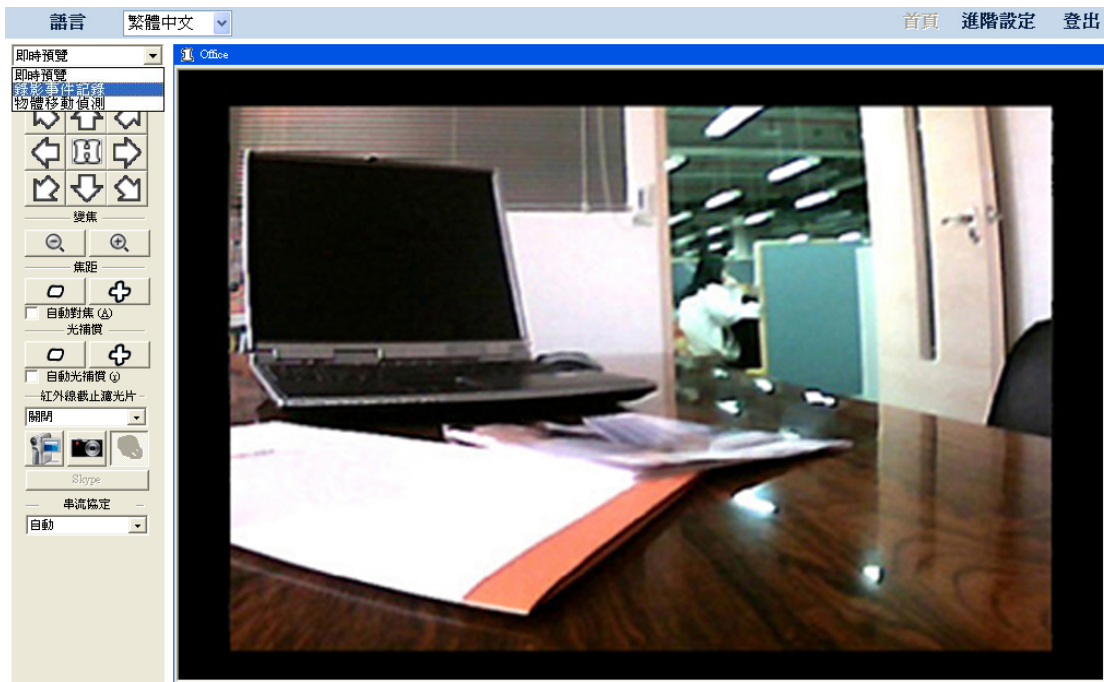 語言 繁體中文 首頁 進階設定 登出
即時預覽 Office
即時預覽
錄影事件記錄
物體移動偵測
變焦
焦距
自動對焦 (A)
光補償
自動光補償 (I)
紅外線截止濾光片
關閉
Skype
串流協定
自動